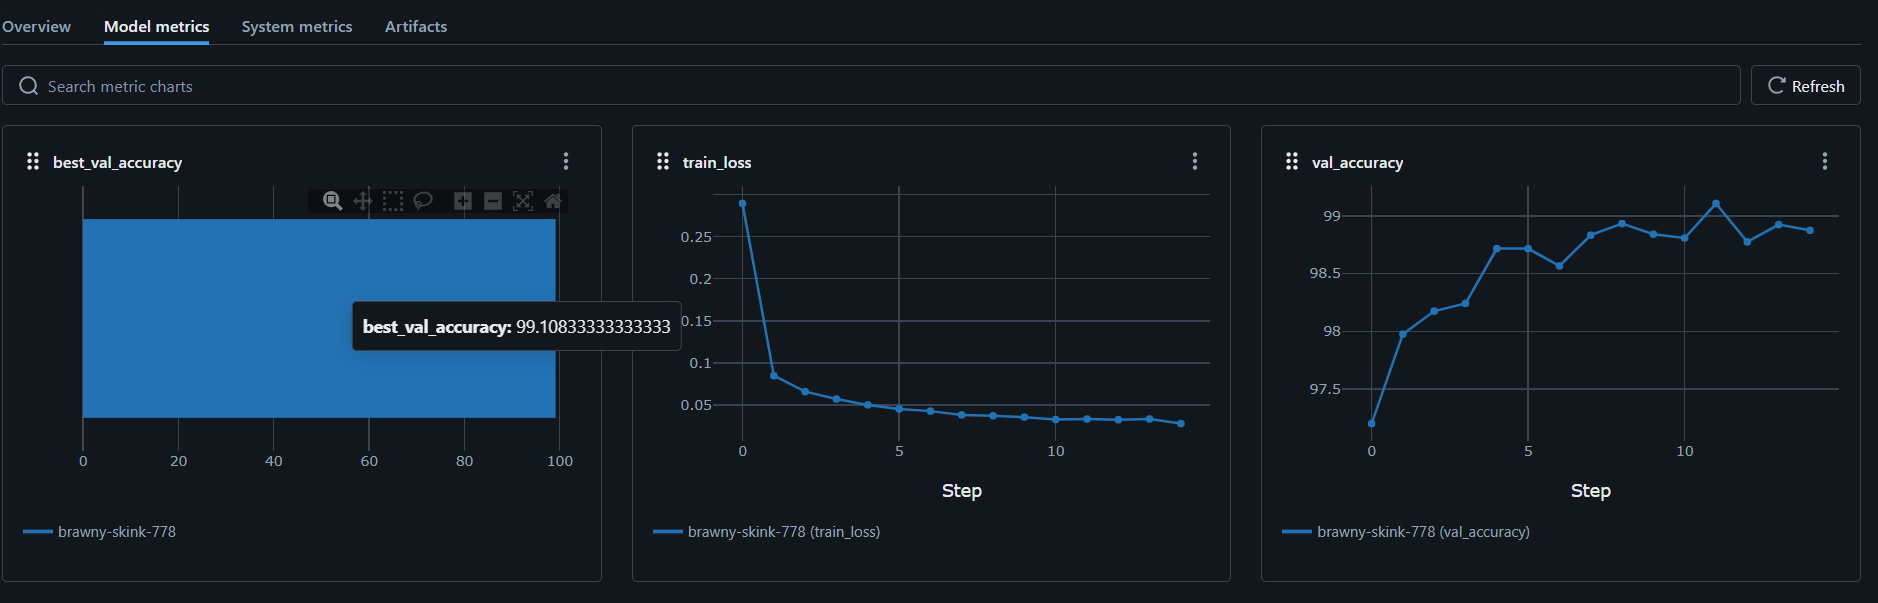 Overview Model metrics System metrics Artifacts
Search metric charts
Refresh
best_val_accuracy
best_val_accuracy: 99.10833333333333
0 20 40 60 80 100
brawny-skink-778
train_loss
0.25
0.2
0.15
0.1
0.05
0 5 10
Step
brawny-skink-778 (train_loss)
val_accuracy
99
98.5
98
97.5
0 5 10
Step
brawny-skink-778 (val_accuracy)